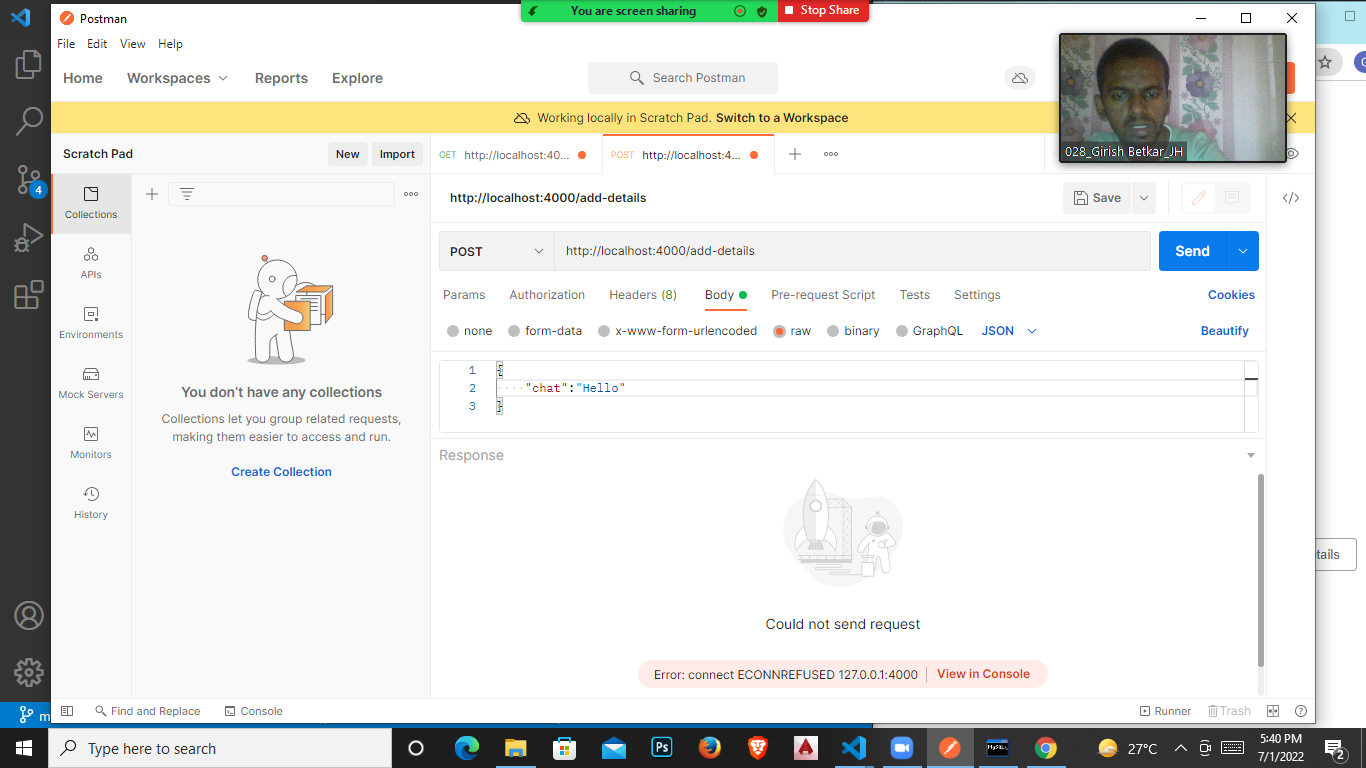 You are screen sharing
Stop Share
Postman
File Edit View Help
Home Workspaces Reports Explore
Search Postman
Working locally in Scratch Pad. Switch to a Workspace
028_Girish Betkar_JH
Scratch Pad
New Import
GET http://localhost:40...
POST http://localhost:4...
http://localhost:4000/add-details
Save
Collections
APIs
Environments
Mock Servers
Monitors
History
You don't have any collections
Collections let you group related requests,
making them easier to access and run.
Create Collection
POST http://localhost:4000/add-details
Send
Params Authorization Headers (8) Body Pre-request Script Tests Settings
Cookies
none form-data x-www-form-urlencoded raw binary GraphQL JSON
Beautify
1 {
2 "chat":"Hello"
3 }
Response
Could not send request
Error: connect ECONNREFUSED 127.0.0.1:4000 View in Console
Find and Replace Console
Runner Trash
4
m
Type here to search
Ps
MySQL
27°C
5:40 PM
7/1/2022
2